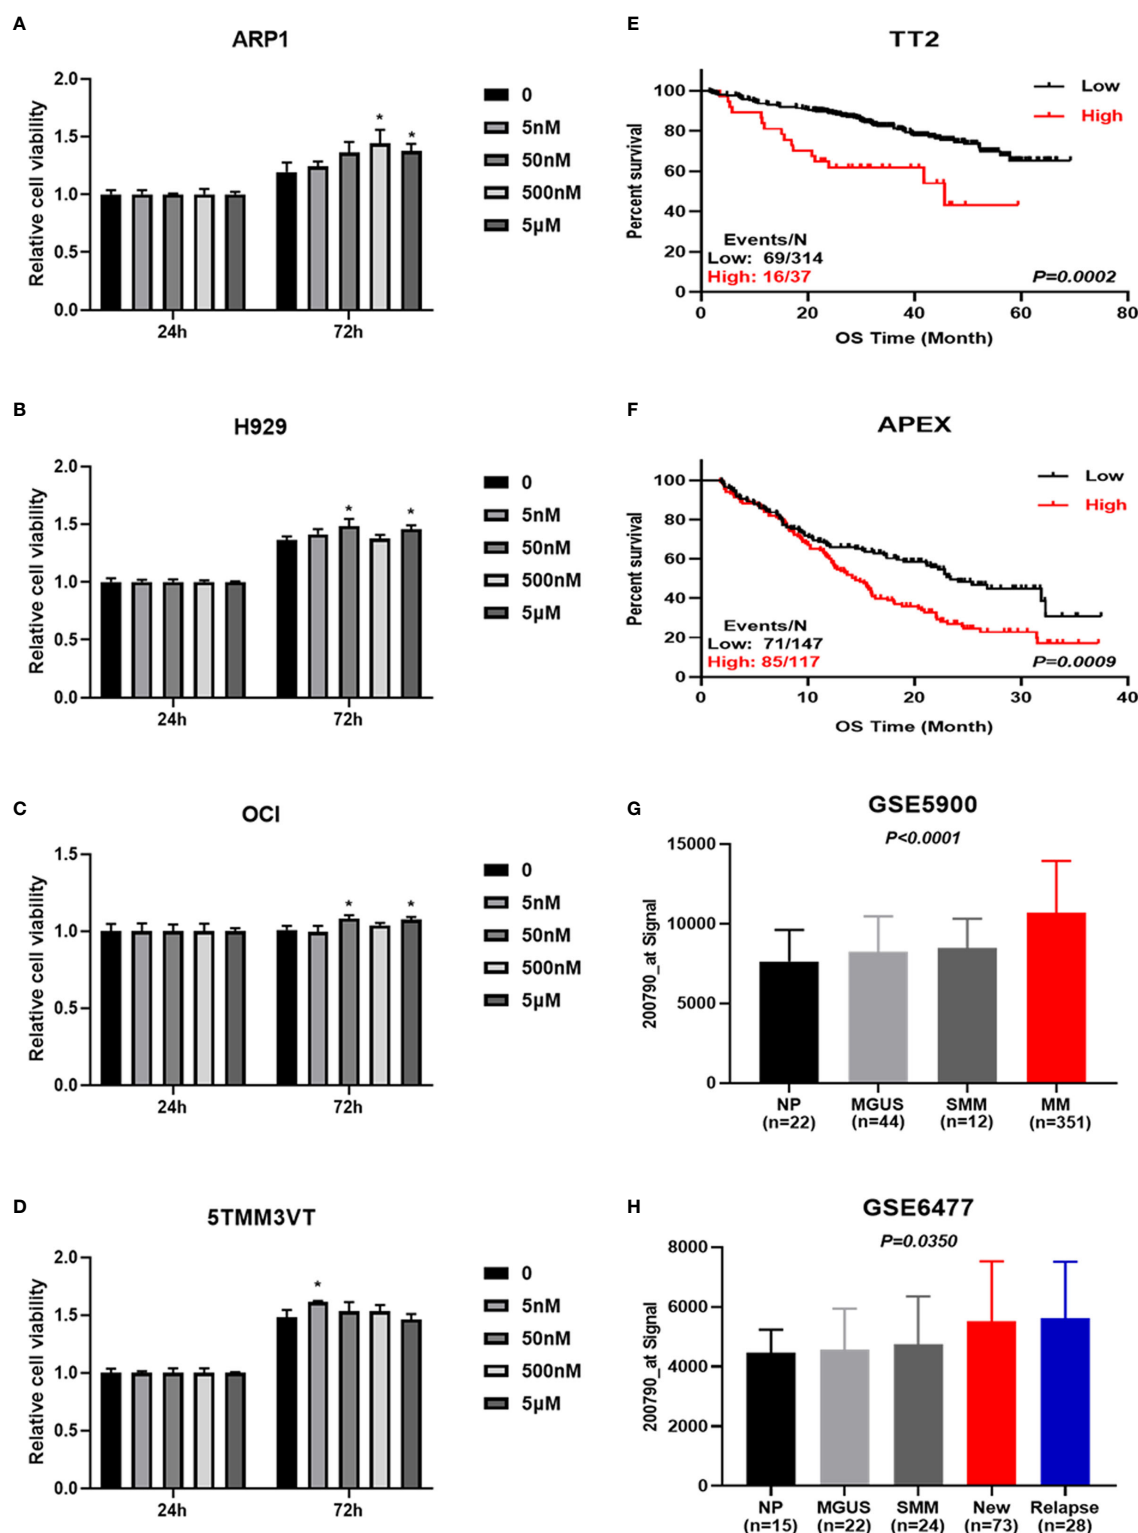 A
ARP1
Relative cell viability
2.0
1.5
1.0
0.5
0.0
24h
72h
*
*
0
5nM
50nM
500nM
5μM
B
H929
Relative cell viability
2.0
1.5
1.0
0.5
0.0
24h
72h
*
*
0
5nM
50nM
500nM
5μM
C
OCI
Relative cell viability
1.5
1.0
0.5
0.0
24h
72h
*
*
0
5nM
50nM
500nM
5μM
D
5TMM3VT
Relative cell viability
2.0
1.5
1.0
0.5
0.0
24h
72h
*
0
5nM
50nM
500nM
5μM
E
TT2
Percent survival
100
80
60
40
20
0
0 20 40 60 80
OS Time (Month)
Low
High
Events/N
Low: 69/314
High: 16/37
P=0.0002
F
APEX
Percent survival
100
80
60
40
20
0
0 10 20 30 40
OS Time (Month)
Low
High
Events/N
Low: 71/147
High: 85/117
P=0.0009
G
GSE5900
P<0.0001
200790_at Signal
15000
10000
5000
0
NP MGUS SMM MM
(n=22) (n=44) (n=12) (n=351)
H
GSE6477
P=0.0350
200790_at Signal
8000
6000
4000
2000
0
NP MGUS SMM New Relapse
(n=15) (n=22) (n=24) (n=73) (n=28)